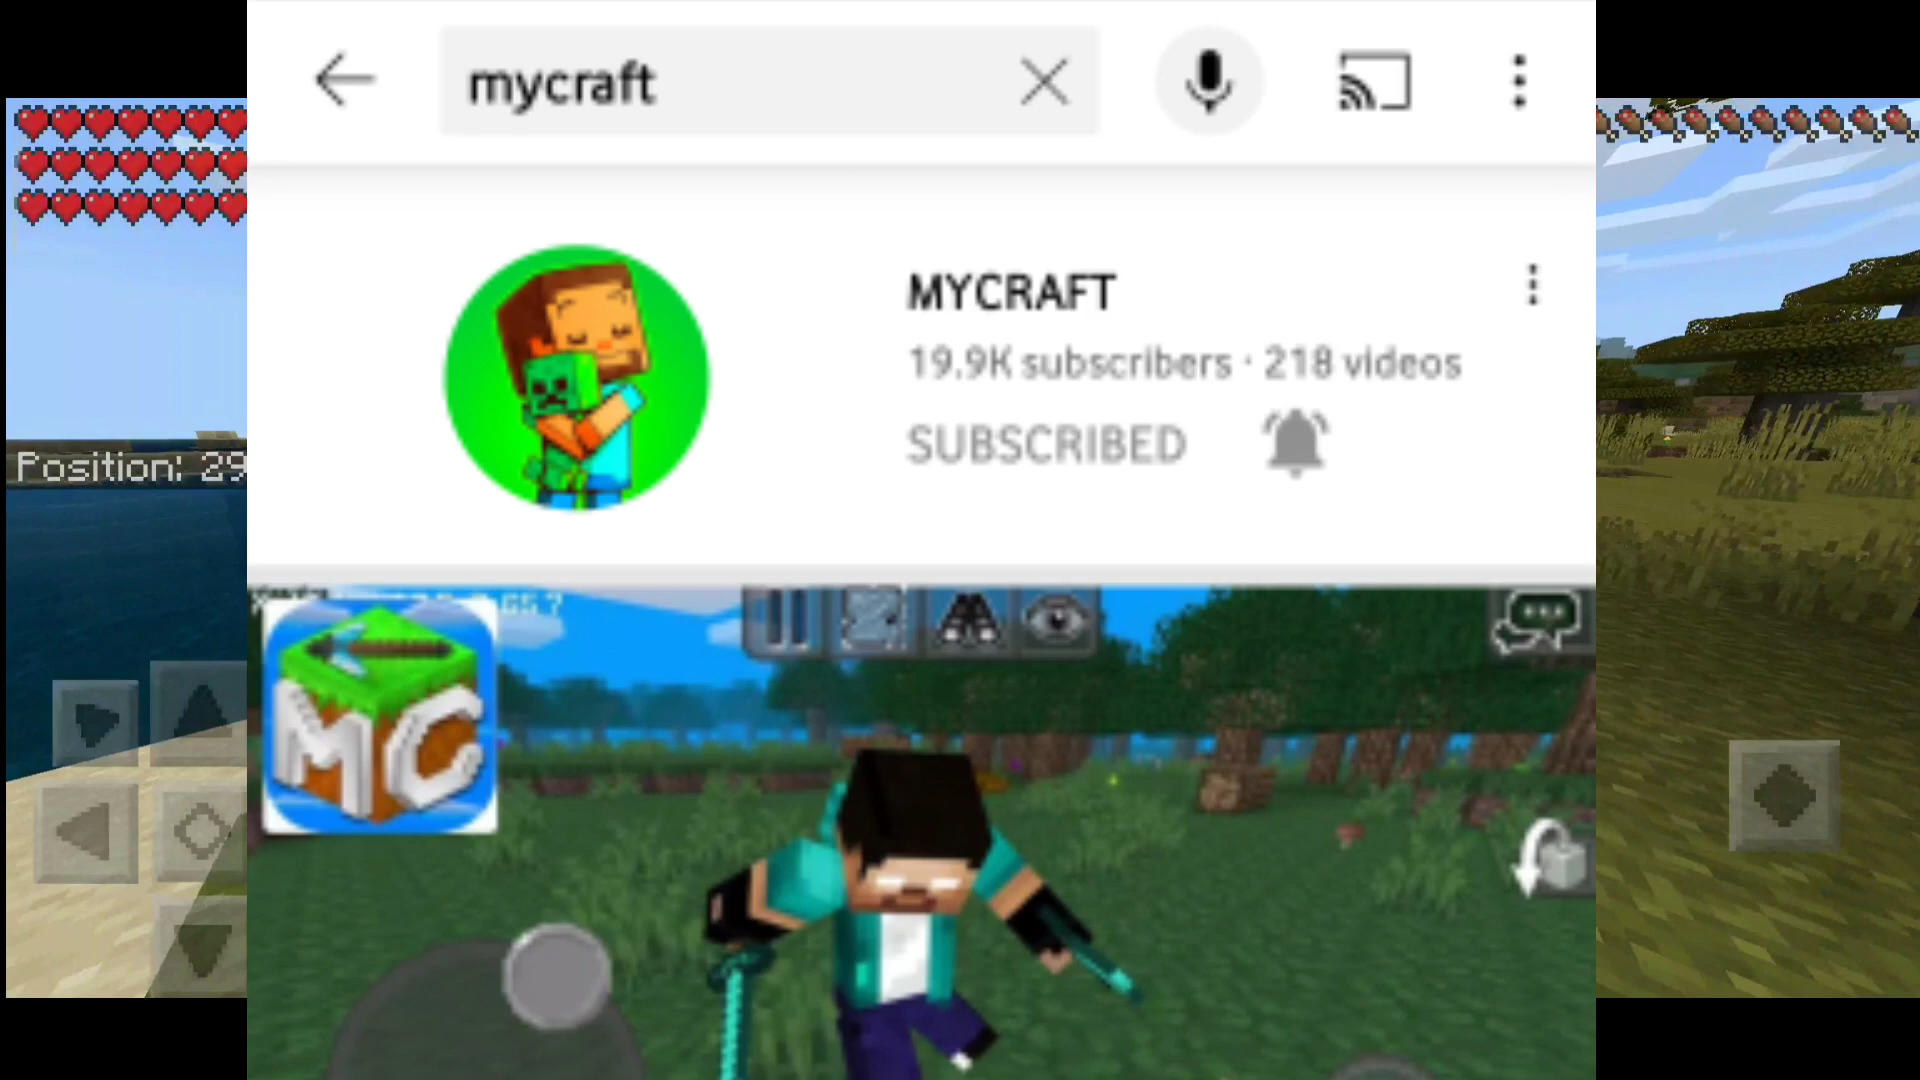 mycraft
MYCRAFT
19.9K subscribers · 218 videos
SUBSCRIBED
Position: 29
MC